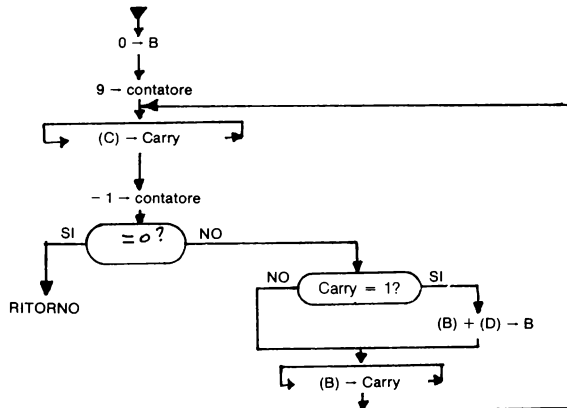 0 → B
9 → contatore
(C) → Carry
– 1 → contatore
= 0 ?
SI
NO
RITORNO
NO
Carry = 1?
SI
(B) + (D) → B
(B) → Carry